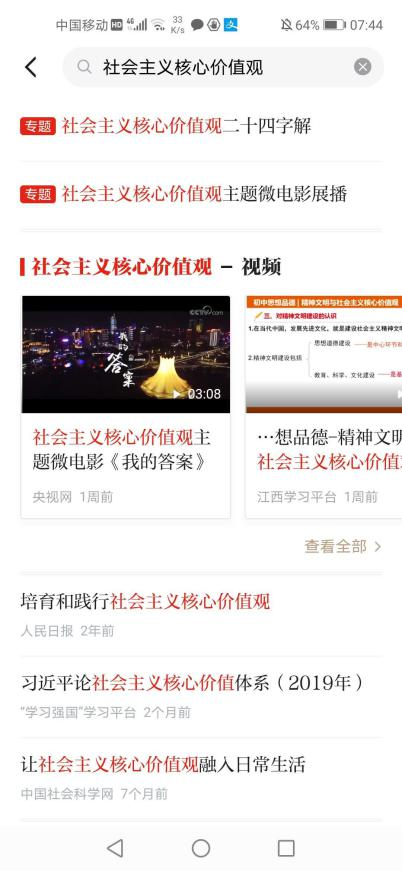 中国移动 HD 4G 33 K/s 64% 07:44
社会主义核心价值观
专题 社会主义核心价值观二十四字解
专题 社会主义核心价值观主题微电影展播
社会主义核心价值观 – 视频
CCTV.com
我的
答案
03:08
社会主义核心价值观主
题微电影《我的答案》
央视网 1周前
初中思想品德｜精神文明与社会主义核心价值观
三、对精神文明建设的认识
1.在当代中国，发展先进文化，就是建设社会主义精神文明
思想道德建设 ——是中心环节和
2.精神文明建设包括
教育、科学、文化建设 ——是基
…想品德-精神文明
社会主义核心价值
江西学习平台 1周前
查看全部
培育和践行社会主义核心价值观
人民日报 2年前
习近平论社会主义核心价值体系（2019年）
“学习强国”学习平台 2个月前
让社会主义核心价值观融入日常生活
中国社会科学网 7个月前